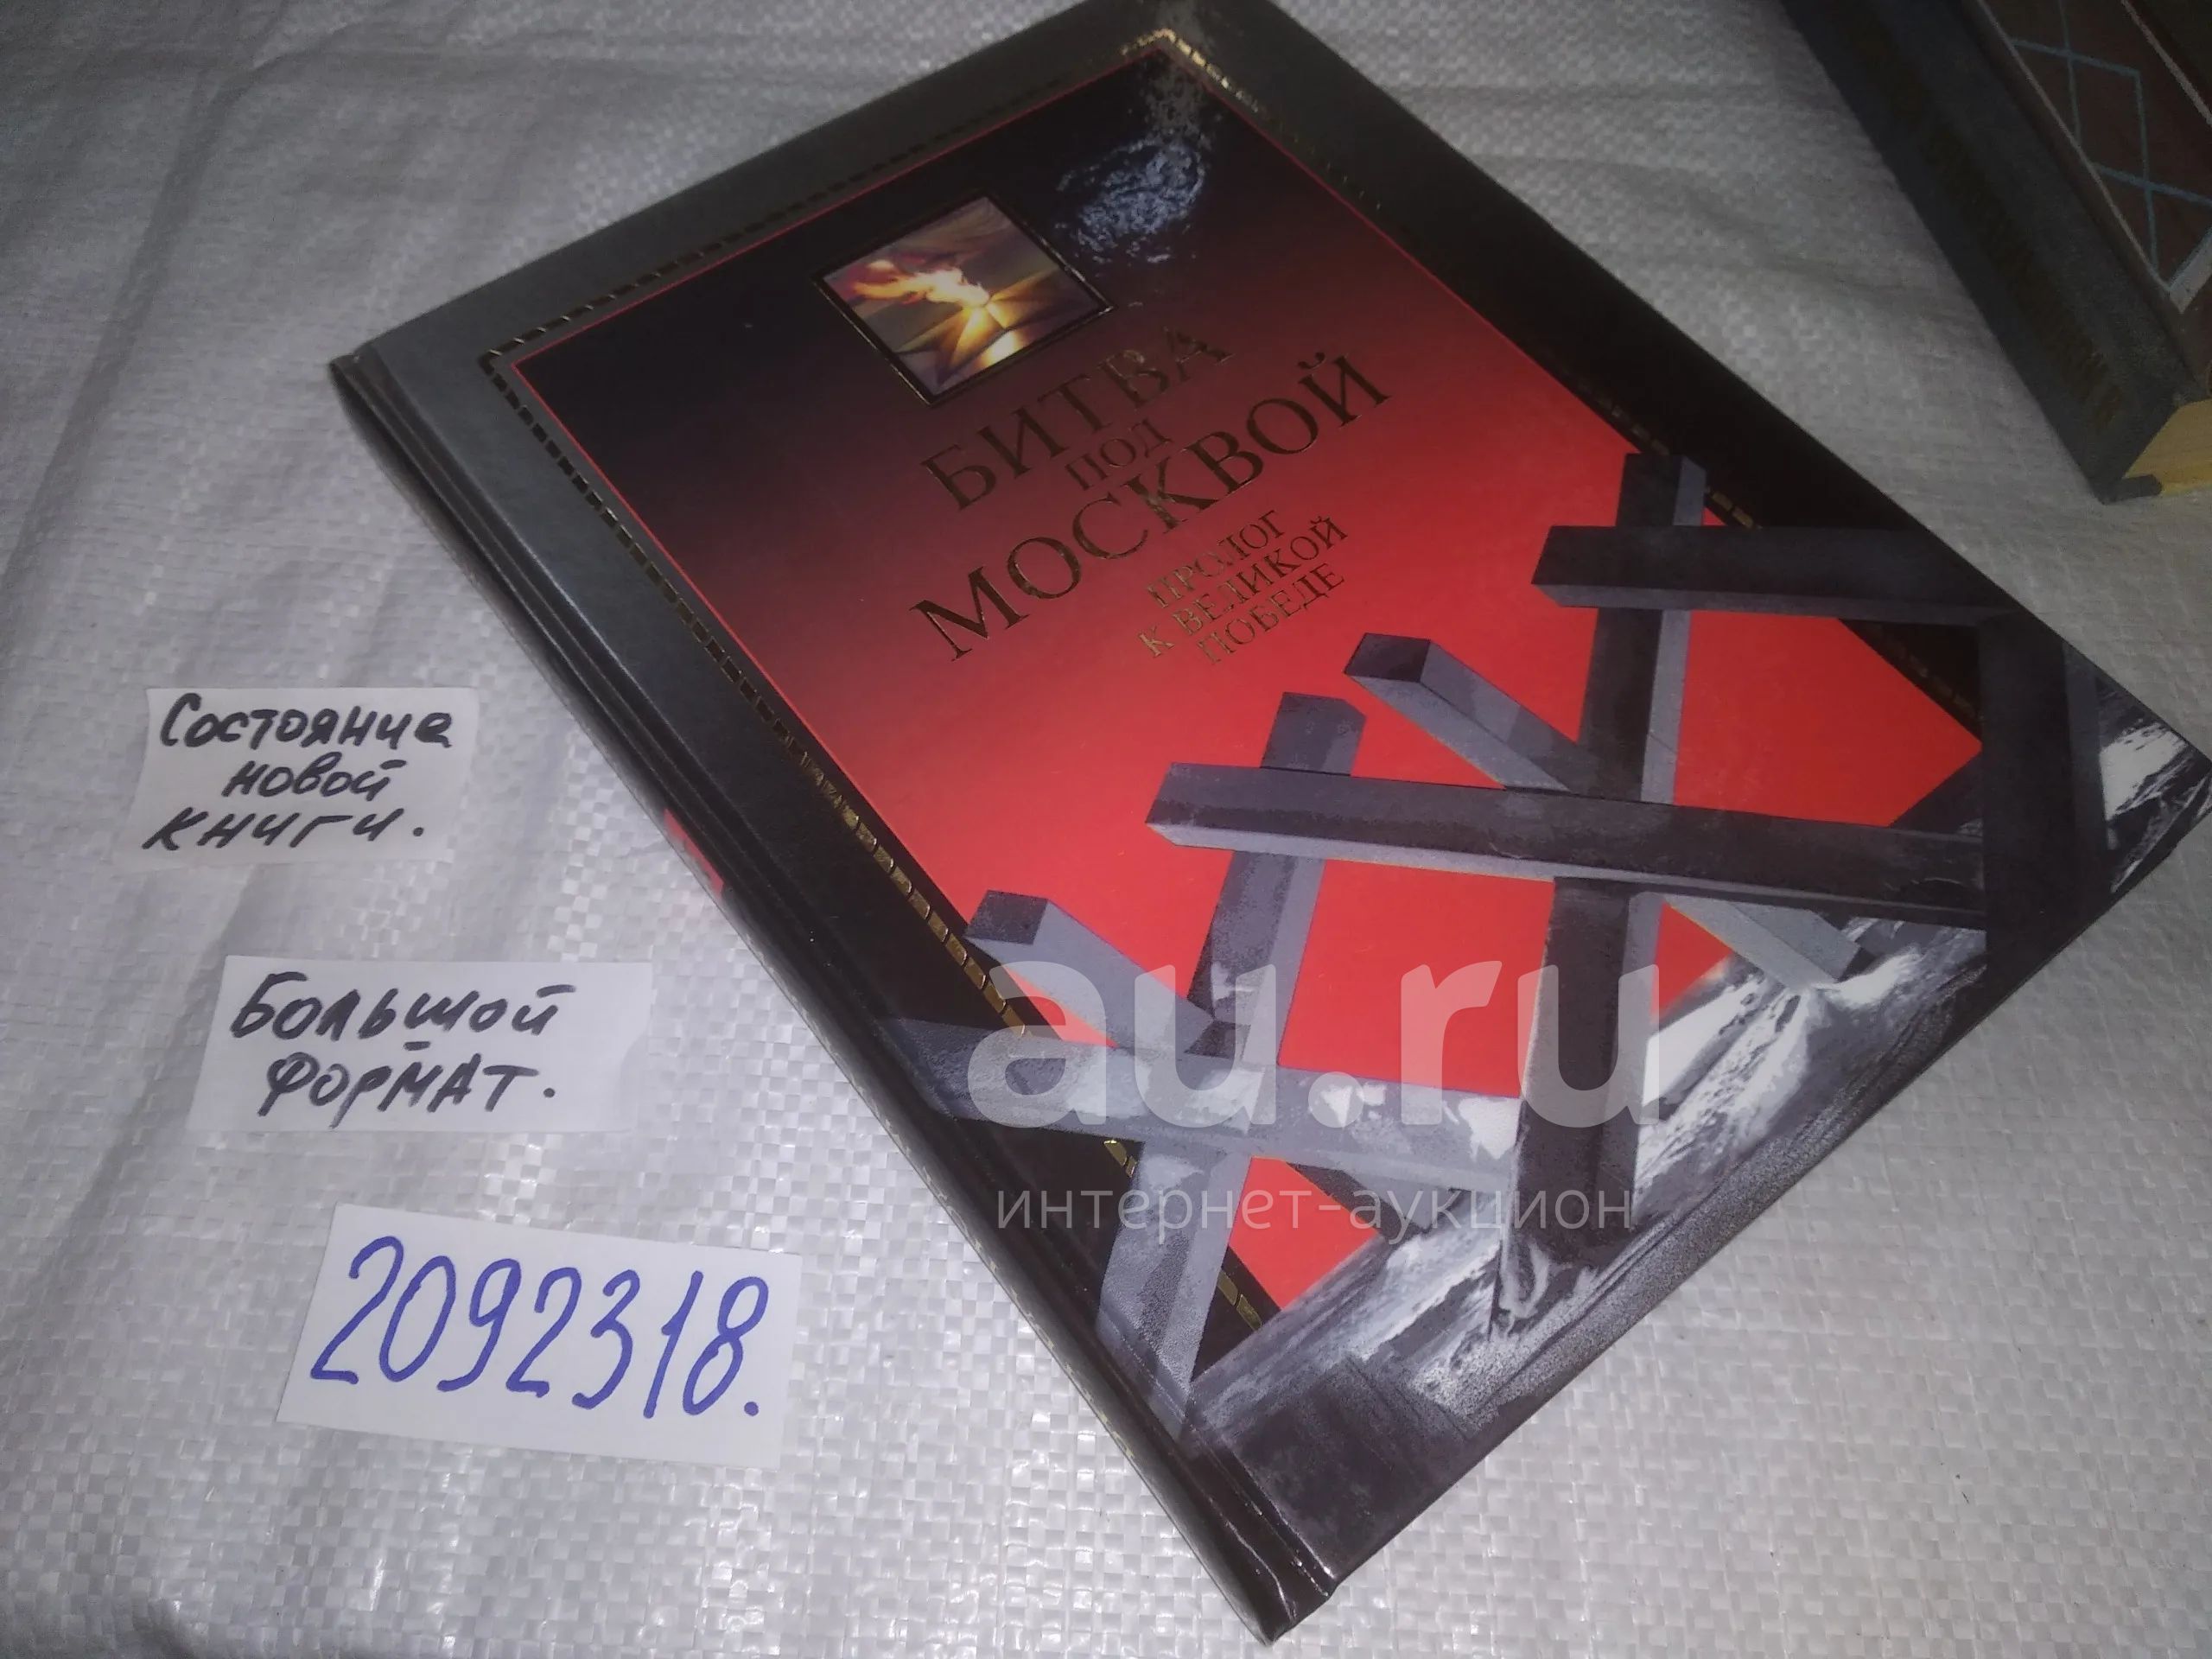 БИТВА
ПОД
МОСКВОЙ
ПРОЛОГ
К ВЕЛИКОЙ
ПОБЕДЕ
Состояние
новой
книги.
Большой
формат.
2092318.
au.ru
интернет-аукцион